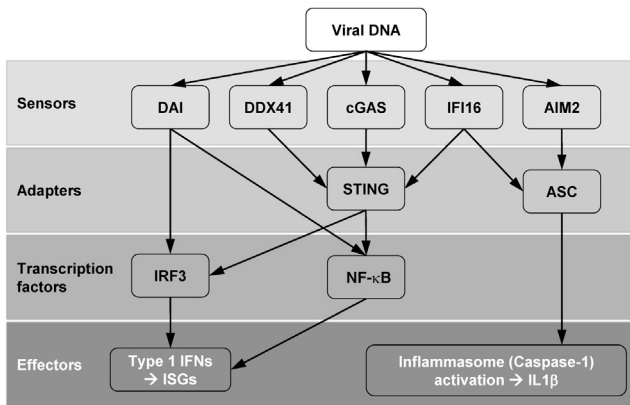 Viral DNA
Sensors
DAI
DDX41
cGAS
IFI16
AIM2
Adapters
STING
ASC
Transcription
factors
IRF3
NF-κB
Effectors
Type 1 IFNs
→ ISGs
Inflammasome (Caspase-1)
activation → IL1β